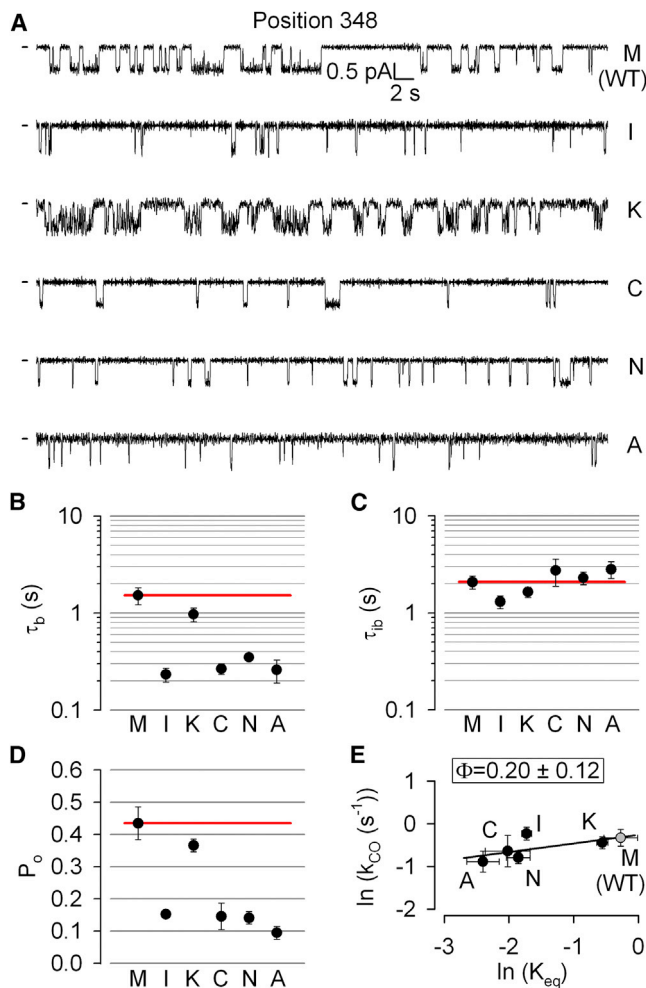 A
Position 348
M
(WT)
0.5 pA
2 s
I
K
C
N
A
B
10
1
0.1
τb (s)
M I K C N A
C
10
1
0.1
τib (s)
M I K C N A
D
0.6
0.5
0.4
0.3
0.2
0.1
0.0
Po
M I K C N A
E
Φ=0.20 ± 0.12
1
0
-1
-2
ln (kCO (s⁻¹))
A C N I K M
(WT)
-3 -2 -1 0
ln (Keq)